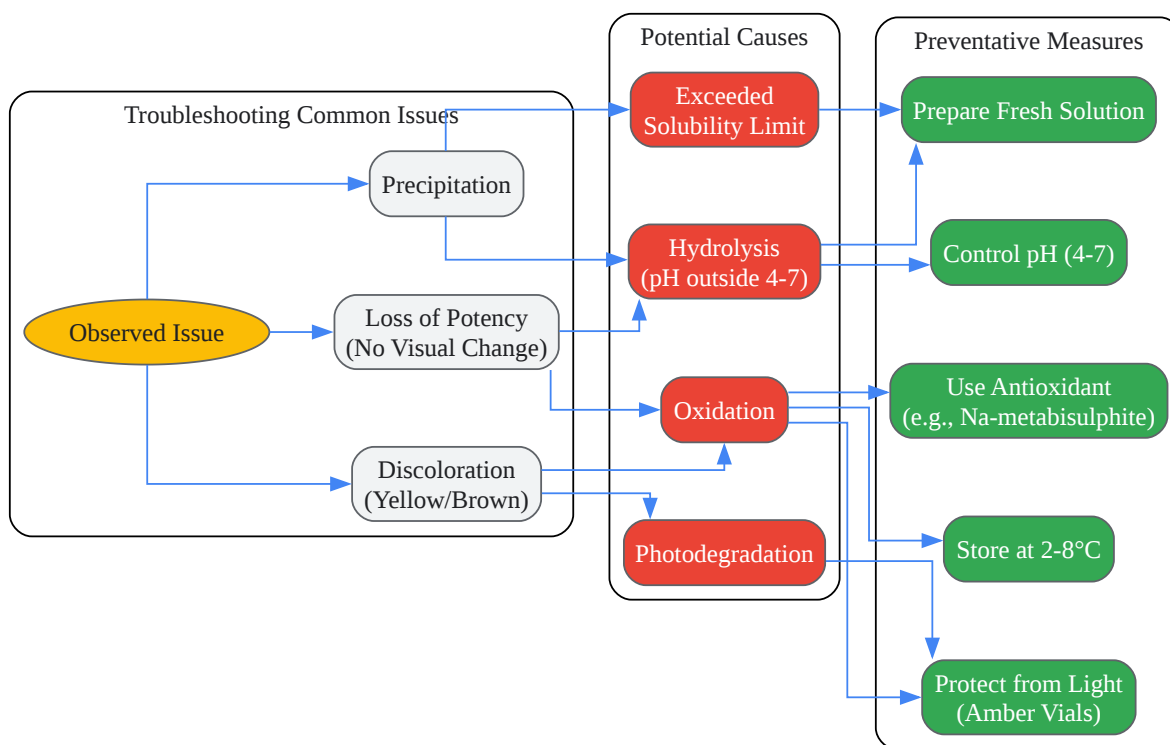 Troubleshooting Common Issues
Observed Issue
Precipitation
Loss of Potency
(No Visual Change)
Discoloration
(Yellow/Brown)
Potential Causes
Exceeded
Solubility Limit
Hydrolysis
(pH outside 4-7)
Oxidation
Photodegradation
Preventative Measures
Prepare Fresh Solution
Control pH (4-7)
Use Antioxidant
(e.g., Na-metabisulphite)
Store at 2-8°C
Protect from Light
(Amber Vials)